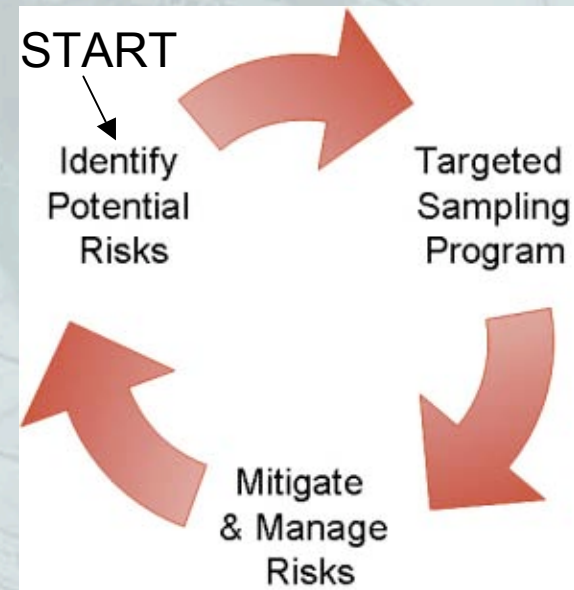 START
Identify
Potential
Risks
Targeted
Sampling
Program
Mitigate
& Manage
Risks